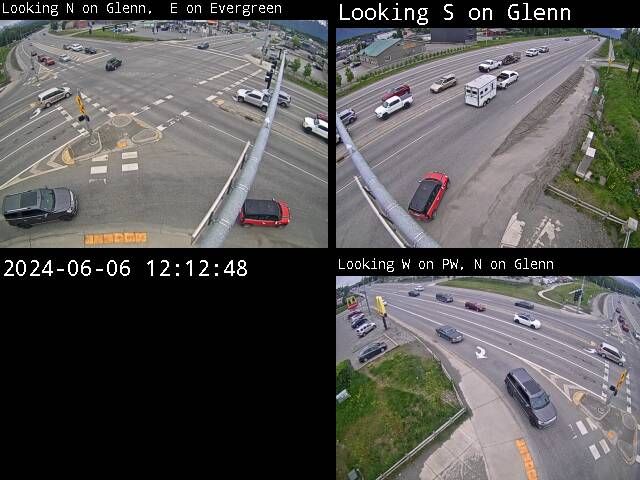 Looking N on Glenn, E on Evergreen
Looking S on Glenn
2024-06-06 12:12:48
Looking W on PW, N on Glenn